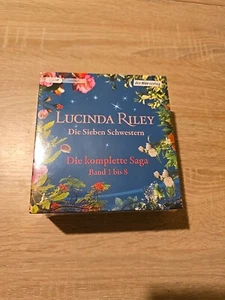 LUCINDA RILEY
Die Sieben Schwestern
Die komplette Saga
Band 1 bis 8